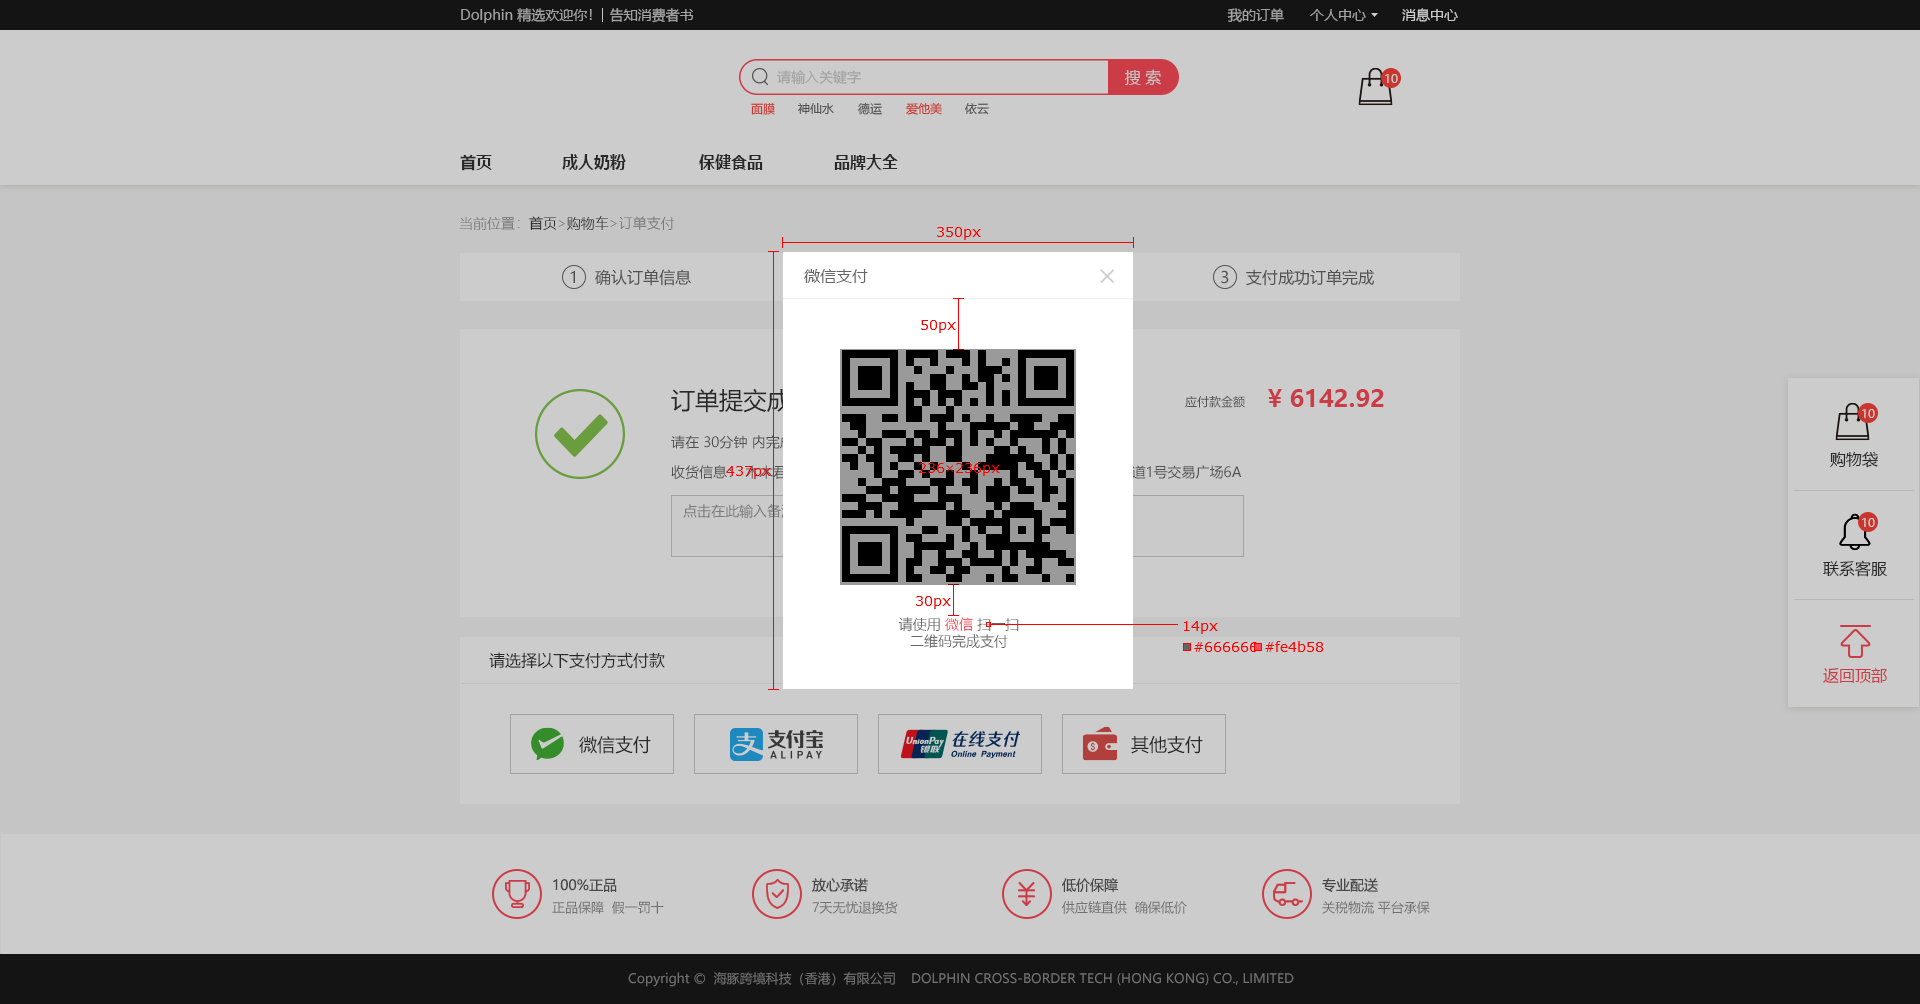 Dolphin 精选欢迎你! | 告知消费者书
我的订单 个人中心 消息中心
请输入关键字 搜 索
10
面膜 神仙水 德运 爱他美 依云
首页 成人奶粉 保健食品 品牌大全
当前位置: 首页>购物车>订单支付
350px
1 确认订单信息
微信支付
3 支付成功订单完成
50px
订单提交成
应付款金额 ¥ 6142.92
请在 30分钟 内完成
收货信息
437px
236×236px
道1号交易广场6A
点击在此输入备注
30px
请使用 微信 扫一扫
二维码完成支付
14px
#666666 #fe4b58
请选择以下支付方式付款
微信支付
支付宝
ALIPAY
UnionPay
银联
在线支付
Online Payment
其他支付
10
购物袋
10
联系客服
返回顶部
100%正品
正品保障 假一罚十
放心承诺
7天无忧退换货
低价保障
供应链直供 确保低价
专业配送
关税物流 平台承保
Copyright © 海豚跨境科技（香港）有限公司 DOLPHIN CROSS-BORDER TECH (HONG KONG) CO., LIMITED